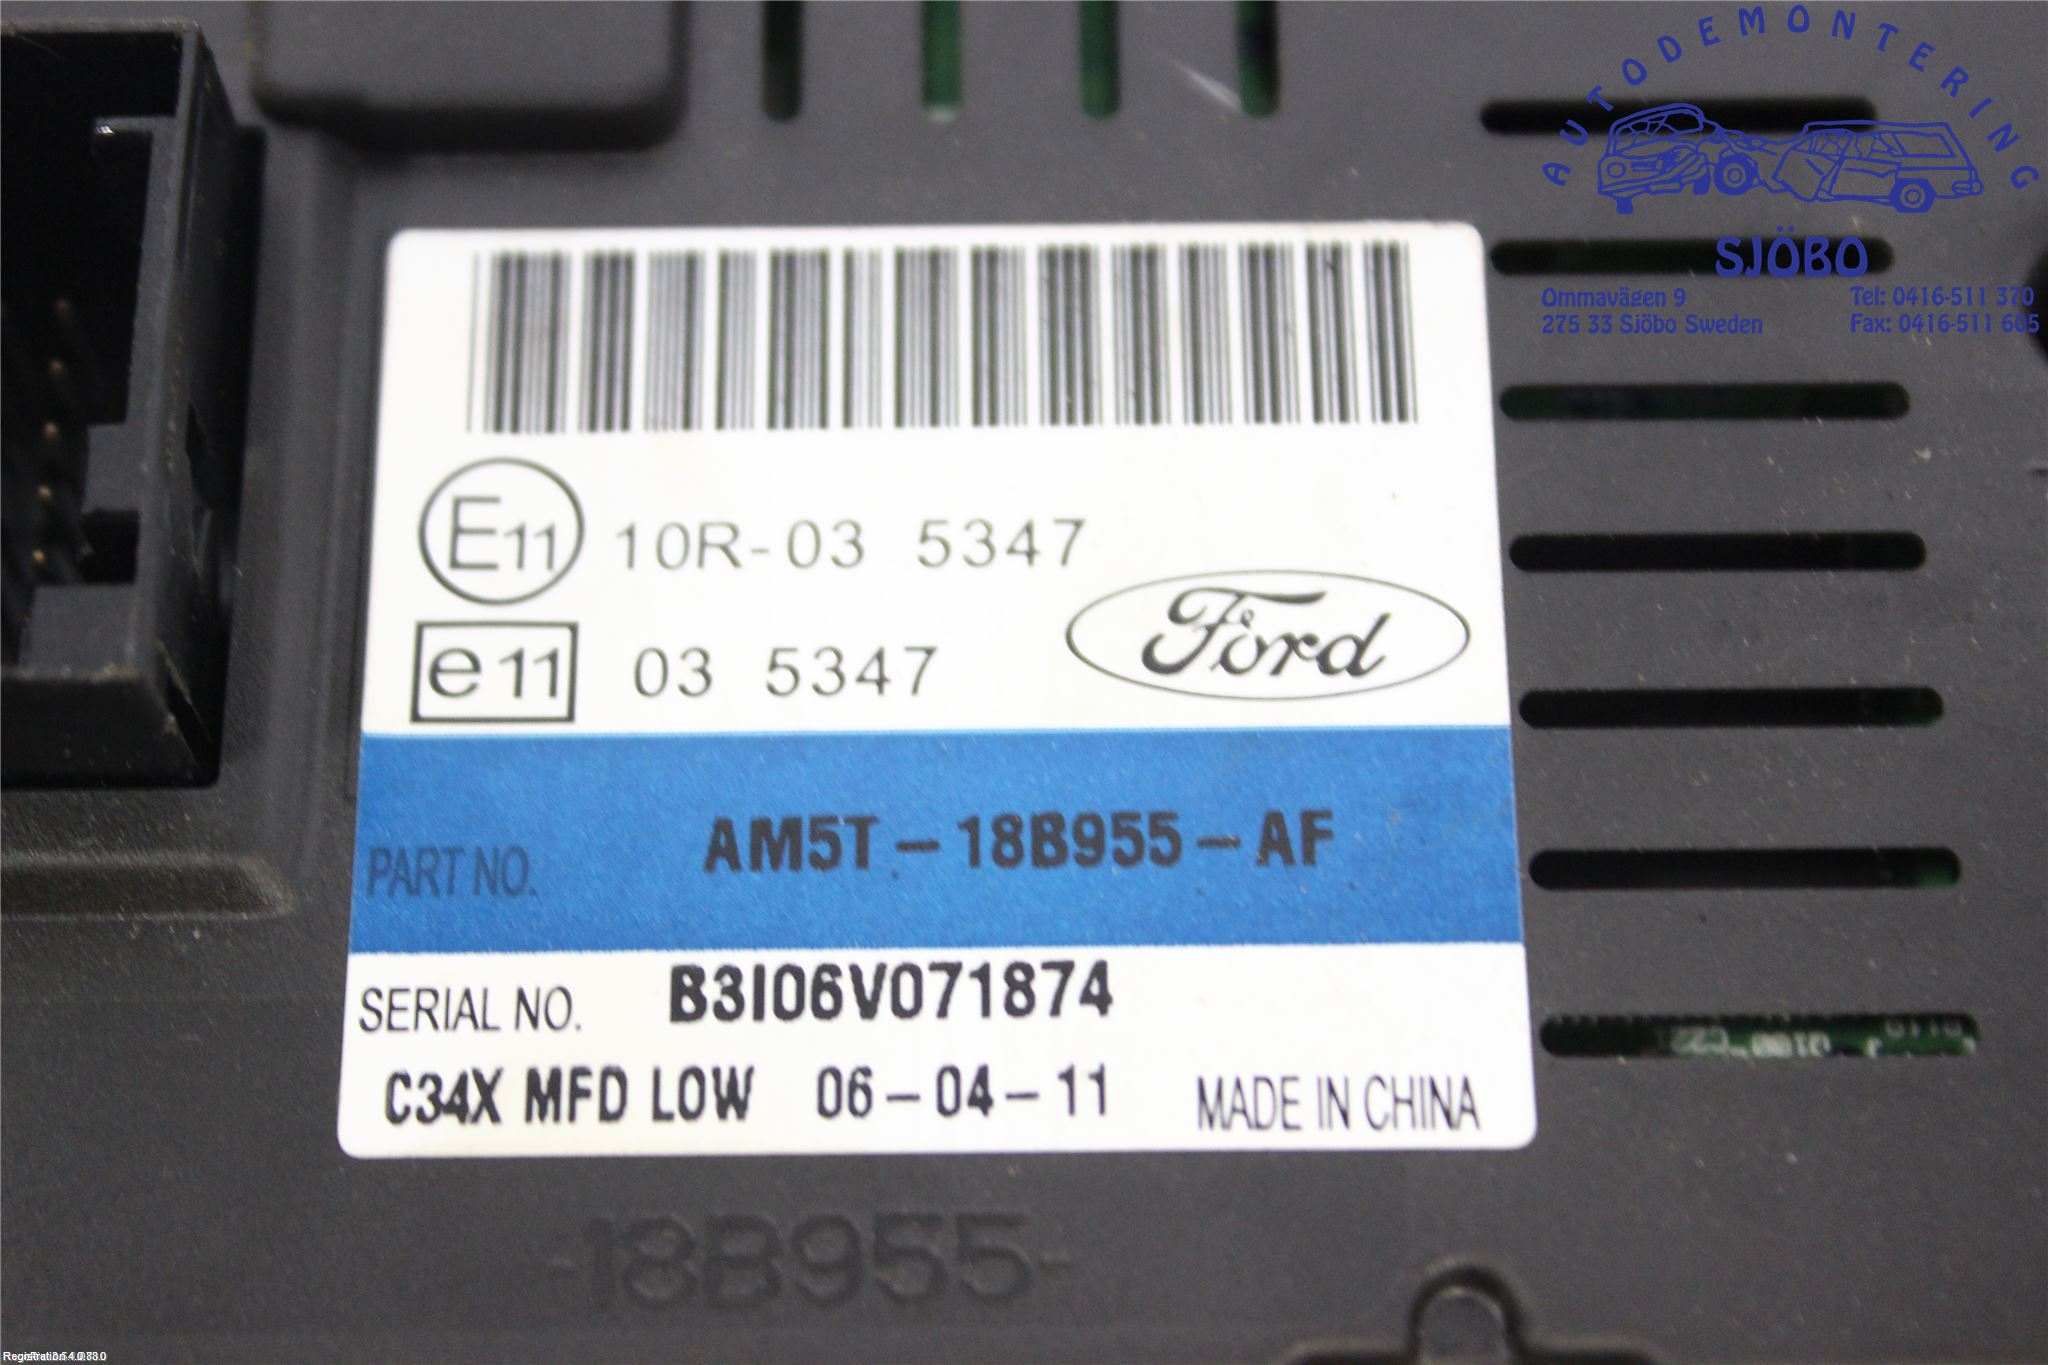 AUTODEMONTERING
SJÖBO
Ommavägen 9
275 33 Sjöbo Sweden
Tel: 0416-511 370
Fax: 0416-511 605
E11 10R-03 5347
e11 03 5347
Ford
PART NO. AM5T-18B955-AF
SERIAL NO. B3I06V071874
C34X MFD LOW 06-04-11 MADE IN CHINA
-18B955-